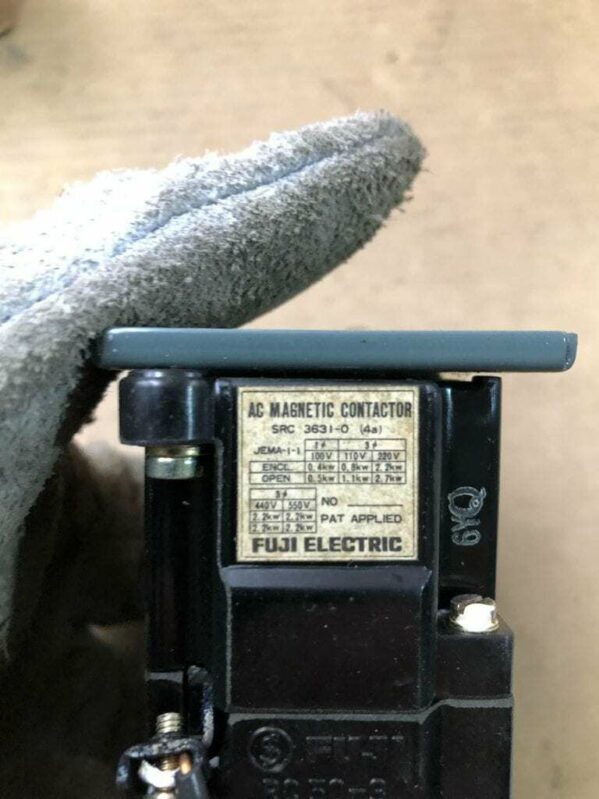 AC MAGNETIC CONTACTOR
SRC 3631-0 (4a)
JEMA-1-1
1φ 3φ
100V 110V 220V
ENCL. 0.4kw 0.8kw 2.2kw
OPEN 0.5kw 1.1kw 2.7kw
3φ
440V 550V
2.2kw 2.2kw
2.2kw 2.2kw
NO
PAT APPLIED
FUJI ELECTRIC
FUJI